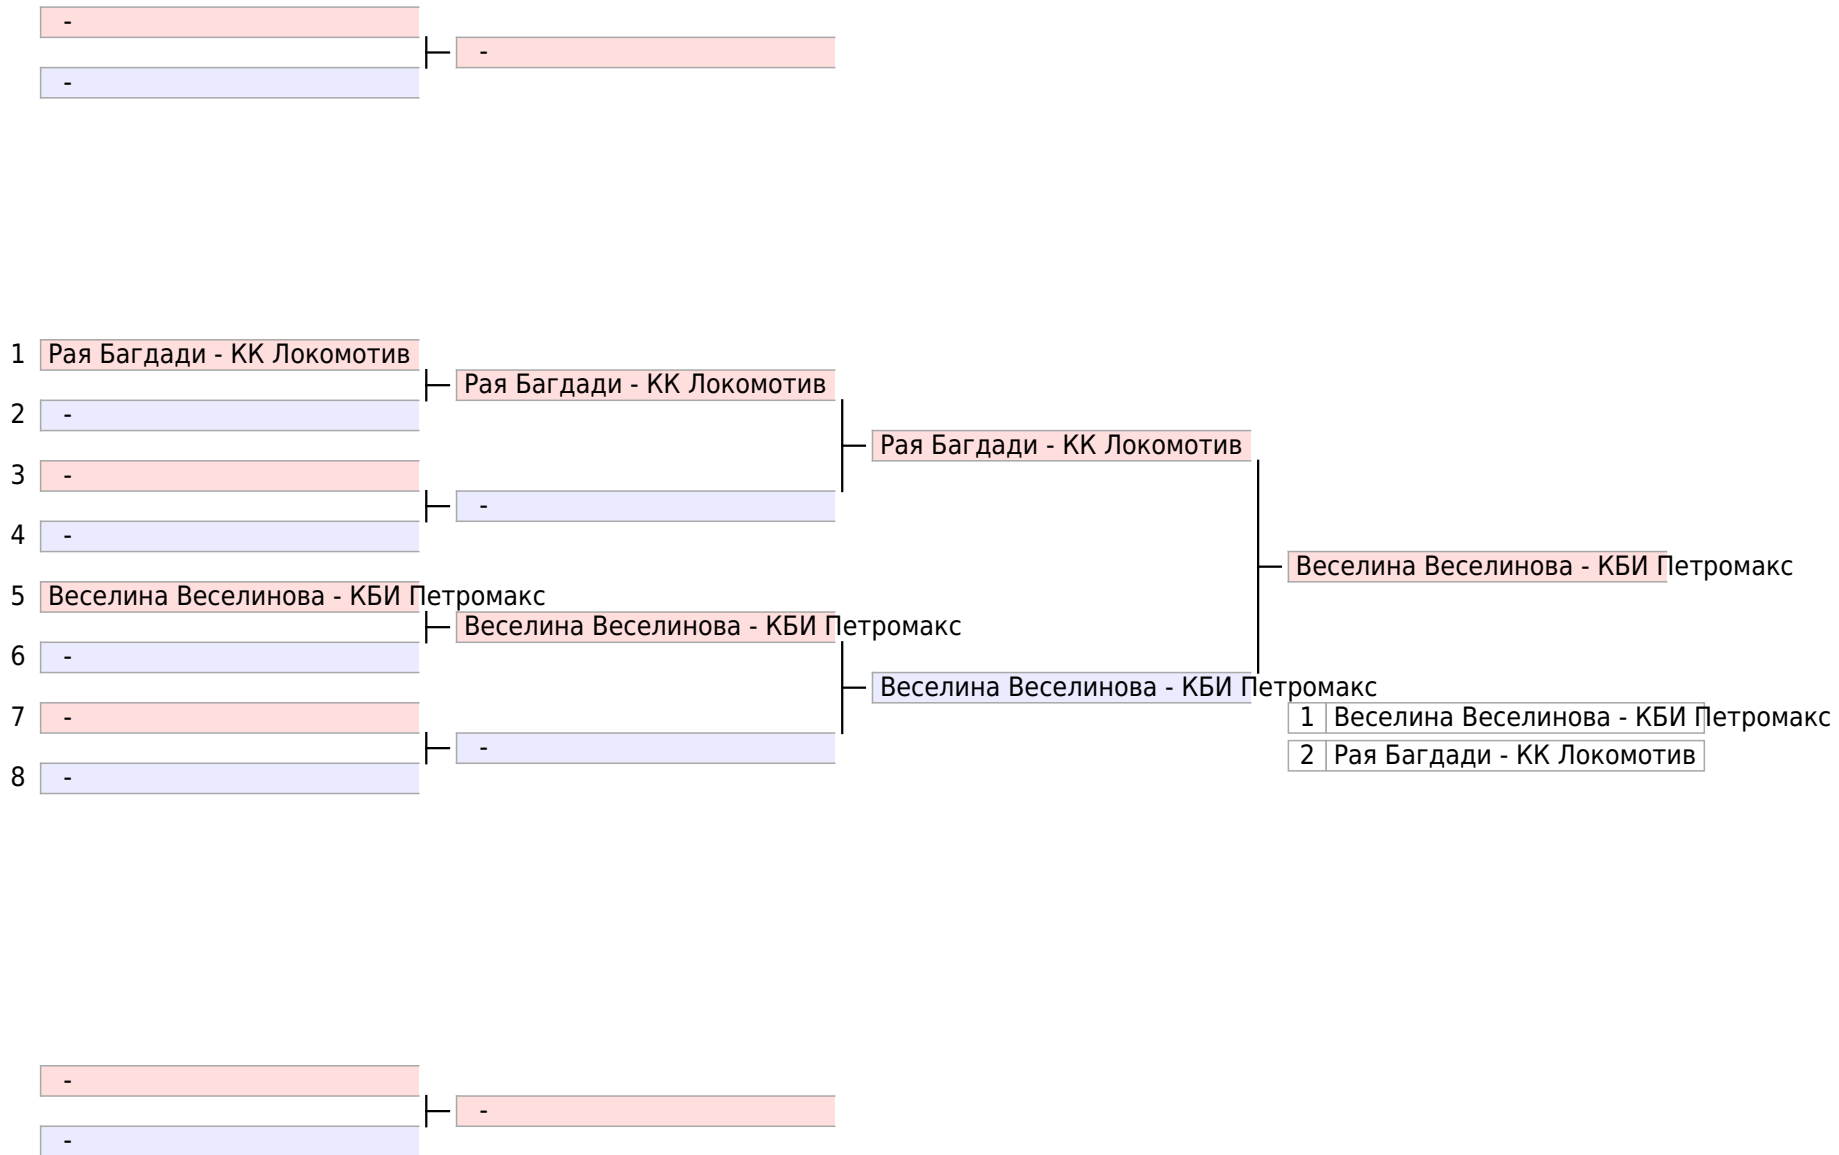 -
-
-
1 Рая Багдади - КК Локомотив
Рая Багдади - КК Локомотив
2 -
Рая Багдади - КК Локомотив
3 -
-
4 -
Веселина Веселинова - КБИ Петромакс
5 Веселина Веселинова - КБИ Петромакс
Веселина Веселинова - КБИ Петромакс
6 -
Веселина Веселинова - КБИ Петромакс
7 -
1 Веселина Веселинова - КБИ Петромакс
-
2 Рая Багдади - КК Локомотив
8 -
-
-
-